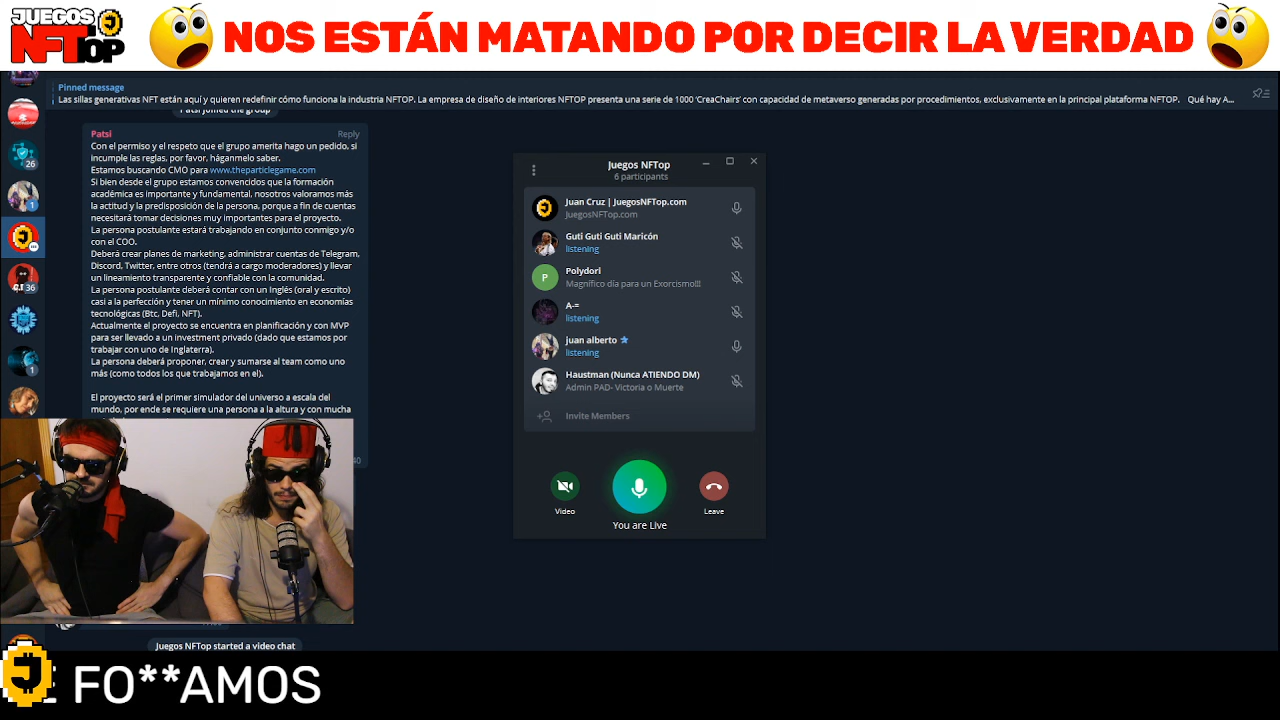 JUEGOS
NFTTOP
NOS ESTÁN MATANDO POR DECIR LA VERDAD
Pinned message
Las sillas generativas NFT están aquí y quieren redefinir cómo funciona la industria NFTOP. La empresa de diseño de interiores NFTOP presenta una serie de 1000 'CreaChairs' con capacidad de metaverso generadas por procedimientos, exclusivamente en la principal plataforma NFTOP. Qué hay A...
Patsi joined the group
Patsi Reply
Con el permiso y el respeto que el grupo amerita hago un pedido, si
incumple las reglas, por favor, háganmelo saber.
Estamos buscando CMO para www.theparticlegame.com
Si bien desde el grupo estamos convencidos que la formación
académica es importante y fundamental, nosotros valoramos más
la actitud y la predisposición de la persona, porque a fin de cuentas
necesitará tomar decisiones muy importantes para el proyecto.
La persona postulante estará trabajando en conjunto conmigo y/o
con el COO.
Deberá crear planes de marketing, administrar cuentas de Telegram,
Discord, Twitter, entre otros (tendrá a cargo moderadores) y llevar
un lineamiento transparente y confiable con la comunidad.
La persona postulante deberá contar con un Inglés (oral y escrito)
casi a la perfección y tener un mínimo conocimiento en economías
tecnológicas (Btc, Defi, NFT).
Actualmente el proyecto se encuentra en planificación y con MVP
para ser llevado a un investment privado (dado que estamos por
trabajar con uno de Inglaterra).
La persona deberá proponer, crear y sumarse al team como uno
más (como todos los que trabajamos en el).
El proyecto será el primer simulador del universo a escala del
mundo, por ende se requiere una persona a la altura y con mucha
26
1
36
1
Juegos NFTop
6 participants
Juan Cruz | JuegosNFTop.com
JuegosNFTop.com
Guti Guti Guti Maricón
listening
P
Polydori
Magnífico día para un Exorcismo!!!
A-=
listening
juan alberto
listening
Haustman (Nunca ATIENDO DM)
Admin PAD- Victoria o Muerte
Invite Members
Video
Leave
You are Live
Juegos NFTop started a video chat
J
FO**AMOS